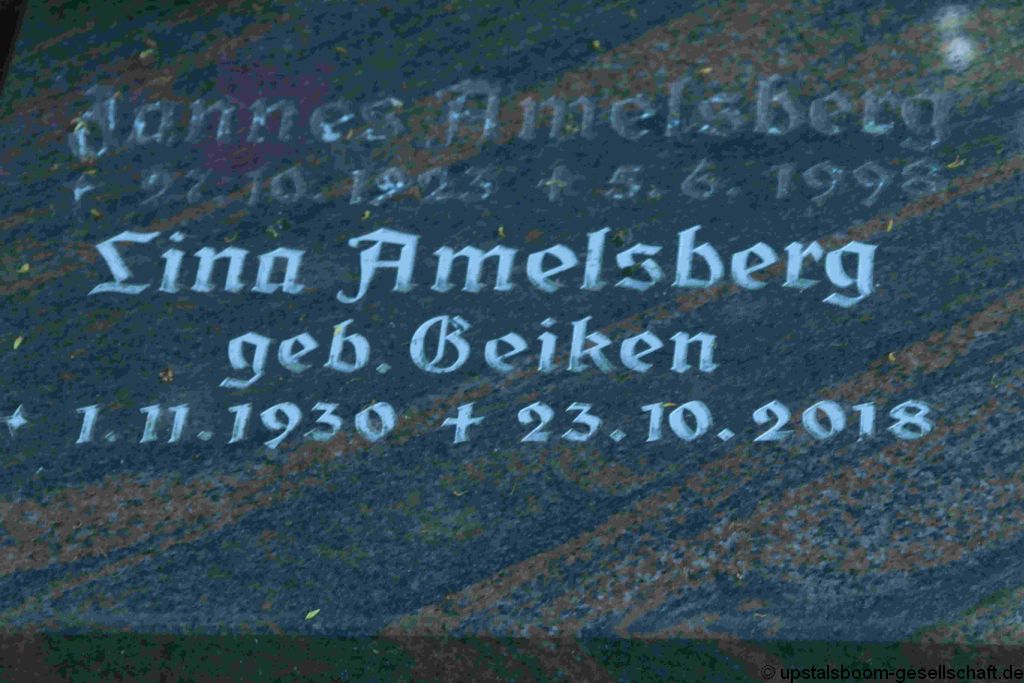 Jannes Amelsberg
27.10.1923 + 5.6.1998
Lina Amelsberg
geb. Geiken
1.11.1930 + 23.10.2018
© upstalsboom-gesellschaft.de